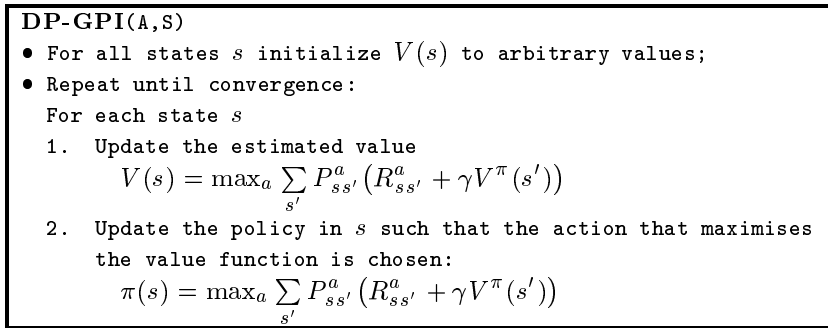 DP-GPI(A,S)
• For all states s initialize V(s) to arbitrary values;
• Repeat until convergence:
For each state s
1. Update the estimated value
V(s) = max_a ∑_{s'} P^a_{ss'} (R^a_{ss'} + γV^π(s'))
2. Update the policy in s such that the action that maximises
the value function is chosen:
π(s) = max_a ∑_{s'} P^a_{ss'} (R^a_{ss'} + γV^π(s'))